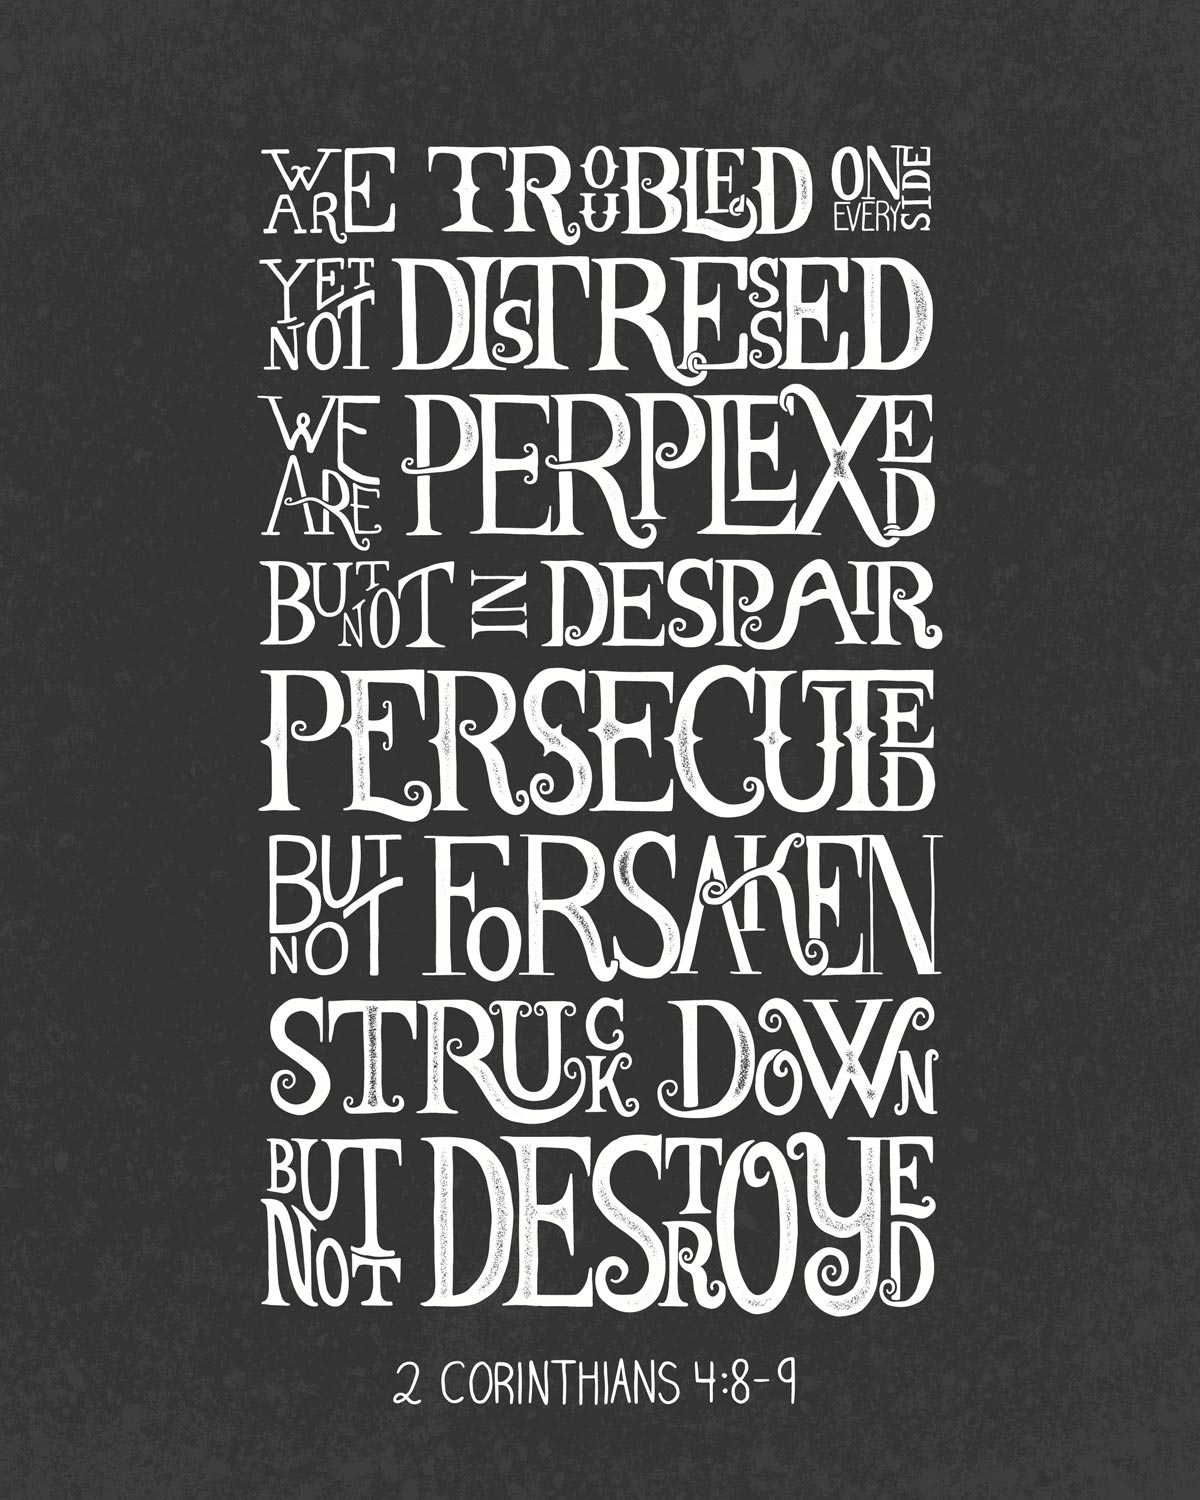 WE ARE TROUBLED ON EVERY SIDE
YET NOT DISTRESSED
WE ARE PERPLEXED
BUT NOT IN DESPAIR
PERSECUTED
BUT NOT FORSAKEN
STRUCK DOWN
BUT NOT DESTROYED
2 CORINTHIANS 4:8-9